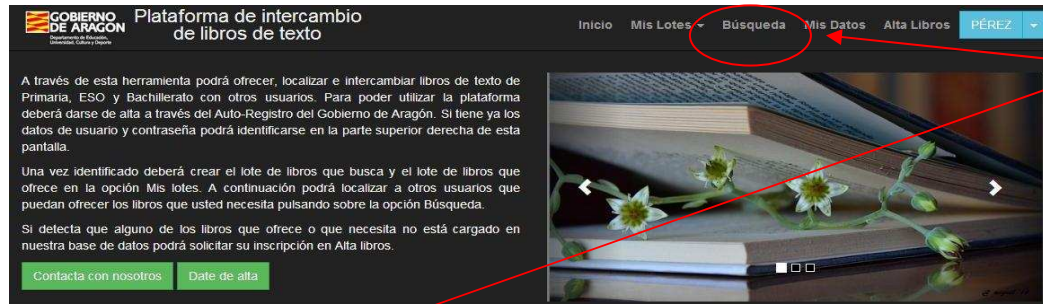 GOBIERNO
DE ARAGON
Departamento de Educación,
Universidad, Cultura y Deporte
Plataforma de intercambio
de libros de texto
Inicio Mis Lotes Búsqueda Mis Datos Alta Libros PÉREZ
A través de esta herramienta podrá ofrecer, localizar e intercambiar libros de texto de
Primaria, ESO y Bachillerato con otros usuarios. Para poder utilizar la plataforma
deberá darse de alta a través del Auto-Registro del Gobierno de Aragón. Si tiene ya los
datos de usuario y contraseña podrá identificarse en la parte superior derecha de esta
pantalla.
Una vez identificado deberá crear el lote de libros que busca y el lote de libros que
ofrece en la opción Mis lotes. A continuación podrá localizar a otros usuarios que
puedan ofrecer los libros que usted necesita pulsando sobre la opción Búsqueda.
Si detecta que alguno de los libros que ofrece o que necesita no está cargado en
nuestra base de datos podrá solicitar su inscripción en Alta libros.
Contacta con nosotros Date de alta